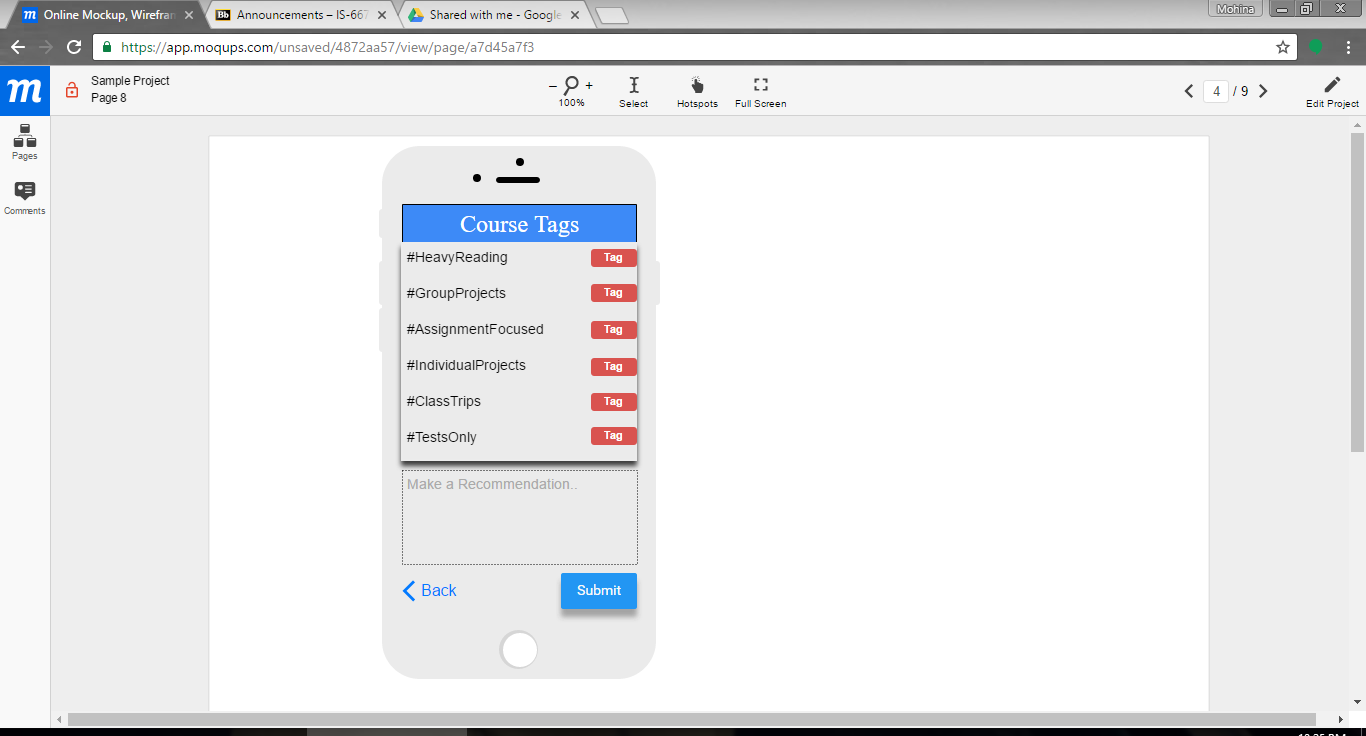 Online Mockup, Wirefran
Bb Announcements – IS-667
Shared with me - Google
Mohina
https://app.moqups.com/unsaved/4872aa57/view/page/a7d45a7f3
m
Sample Project
Page 8
– +
100%
Select
Hotspots
Full Screen
4 / 9
Edit Project
Pages
Comments
Course Tags
#HeavyReading Tag
#GroupProjects Tag
#AssignmentFocused Tag
#IndividualProjects Tag
#ClassTrips Tag
#TestsOnly Tag
Make a Recommendation..
Back
Submit